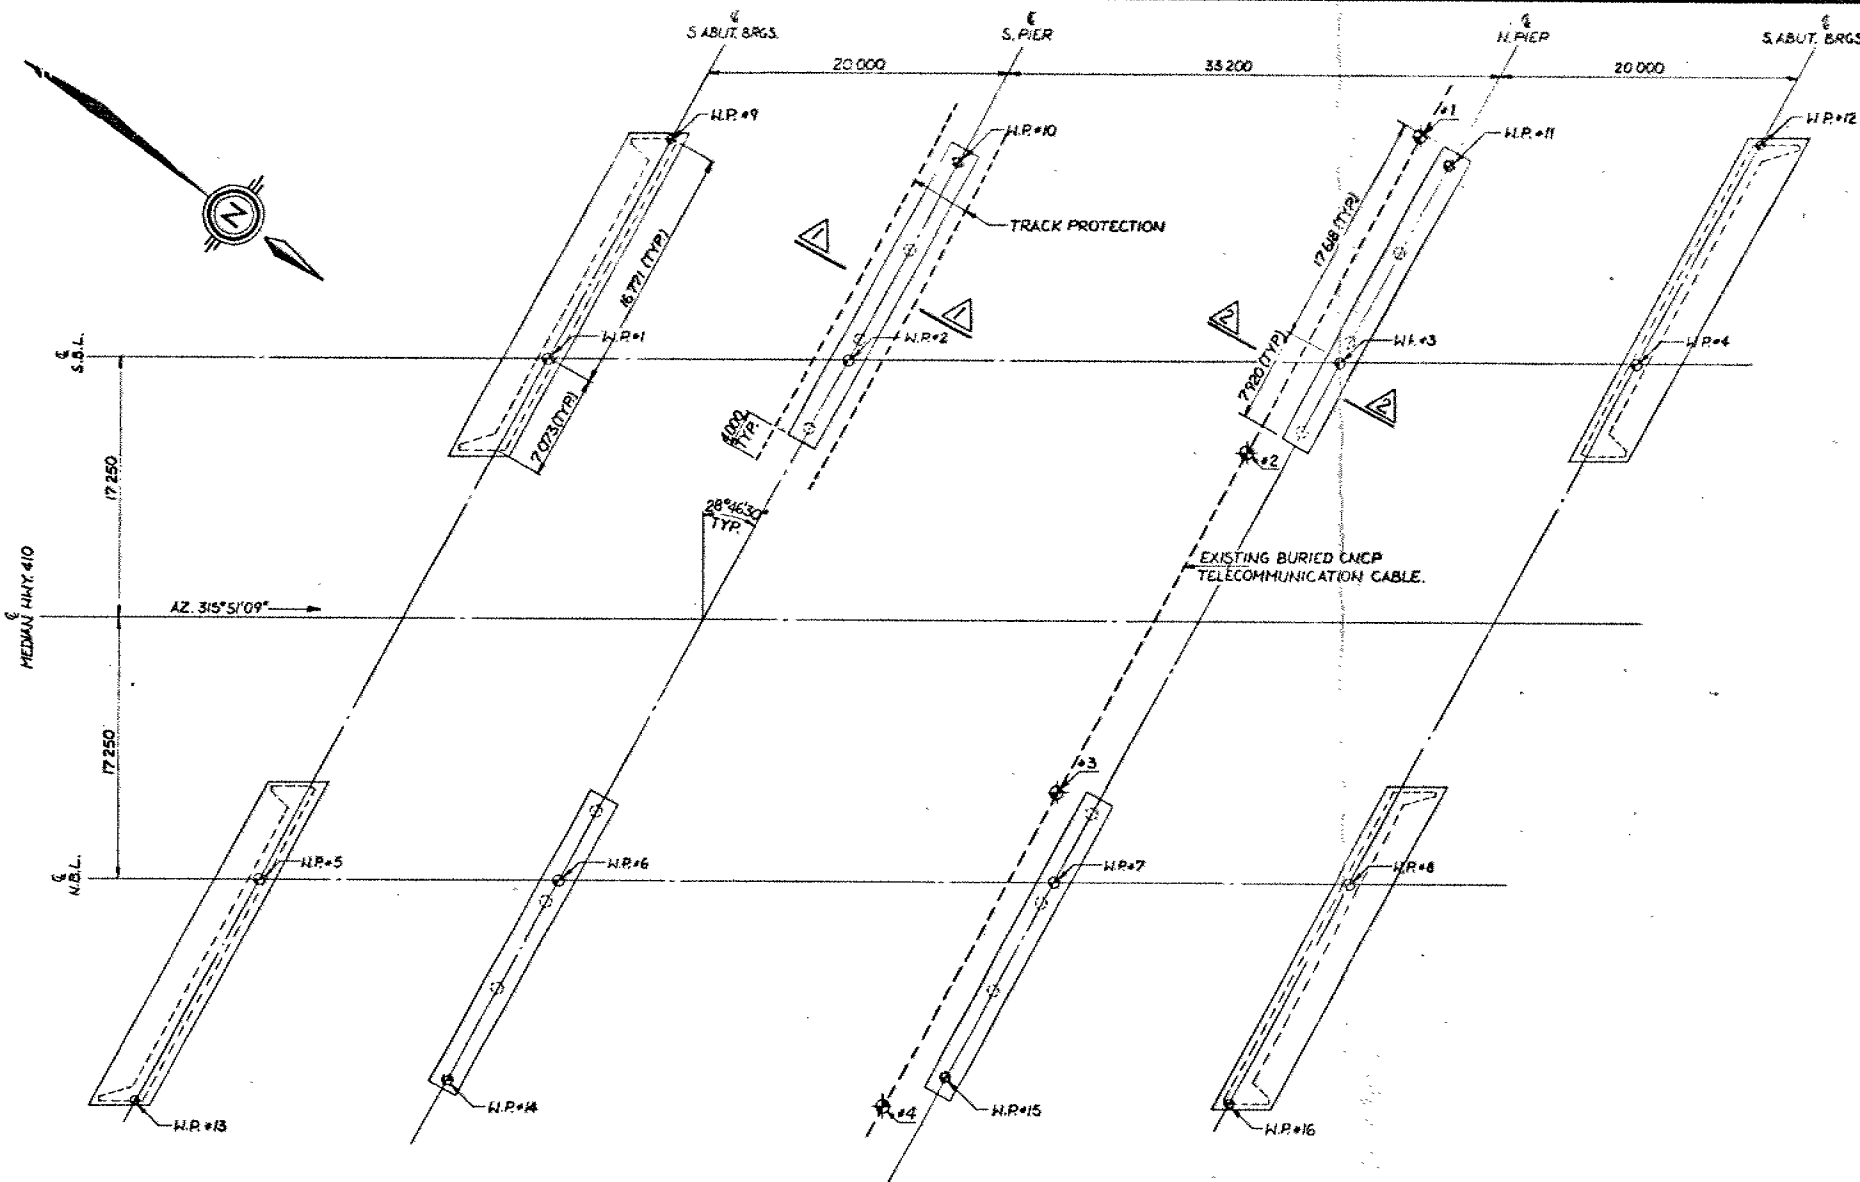 ℄
S. ABUT. BRGS.
℄
S. PIER
℄
N. PIER
℄
S. ABUT. BRGS
20 000
33 200
20 000
N
W.P. #9
W.P. #10
#1
W.P. #11
W.P. #12
TRACK PROTECTION
1
1
16 771 (TYP.)
17 618 (TYP.)
2
2
℄
S.B.L.
W.P. #1
W.P. #2
W.P. #3
W.P. #4
7 073 (TYP.)
7 920 (TYP.)
4000
TYP.
#2
17 250
28°46'30"
TYP.
EXISTING BURIED CNCP
TELECOMMUNICATION CABLE.
℄
MEDIAN HWY. 410
AZ. 315°51'09"
17 250
#3
℄
N.B.L.
W.P. #5
W.P. #6
W.P. #7
W.P. #8
W.P. #13
W.P. #14
#4
W.P. #15
W.P. #16